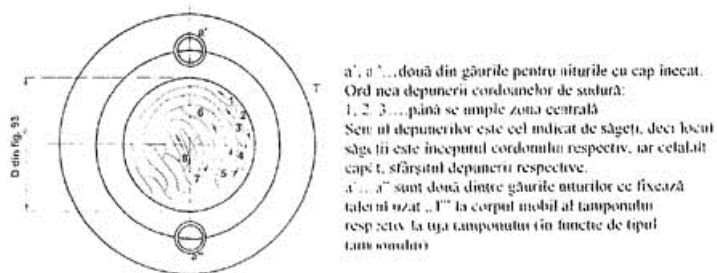 a'
T
a', a"...două din găurile pentru niturile cu cap înecat.
Ordinea depunerii cordoanelor de sudură:
1, 2, 3....până se umple zona centrală
Sensul depunerilor este cel indicat de săgeți, deci locul
săgeții este începutul cordonului respectiv, iar celălalt
capăt, sfârșitul depunerii respective.
a'... a" sunt două dintre găurile niturilor ce fixează
talerul uzat „T" la corpul mobil al tamponului
respectiv la tija tamponului (în funcție de tipul
tamponului)
D din fig. 93
1
2
3
4
5
6
7
8
a"